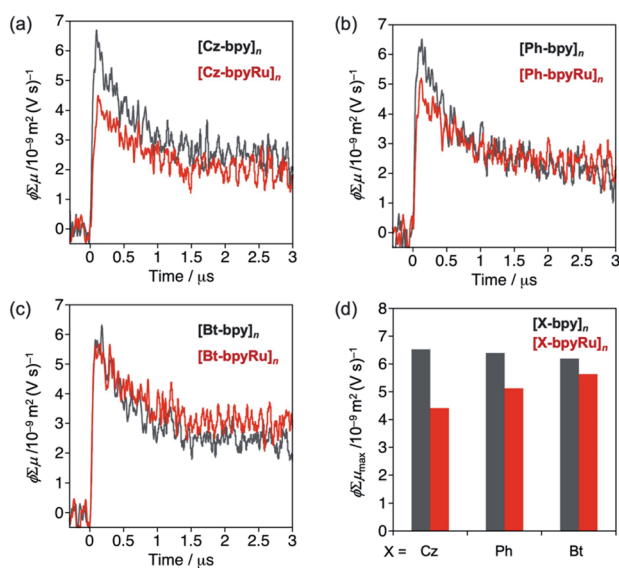 (a)
[Cz-bpy]n
[Cz-bpyRu]n
ϕΣμ /10⁻⁹ m² (V s)⁻¹
7
6
5
4
3
2
1
0
0 0.5 1 1.5 2 2.5 3
Time / μs
(b)
[Ph-bpy]n
[Ph-bpyRu]n
ϕΣμ /10⁻⁹ m² (V s)⁻¹
7
6
5
4
3
2
1
0
0 0.5 1 1.5 2 2.5 3
Time / μs
(c)
[Bt-bpy]n
[Bt-bpyRu]n
ϕΣμ /10⁻⁹ m² (V s)⁻¹
7
6
5
4
3
2
1
0
0 0.5 1 1.5 2 2.5 3
Time / μs
(d)
[X-bpy]n
[X-bpyRu]n
ϕΣμmax /10⁻⁹ m² (V s)⁻¹
8
7
6
5
4
3
2
1
0
X = Cz Ph Bt